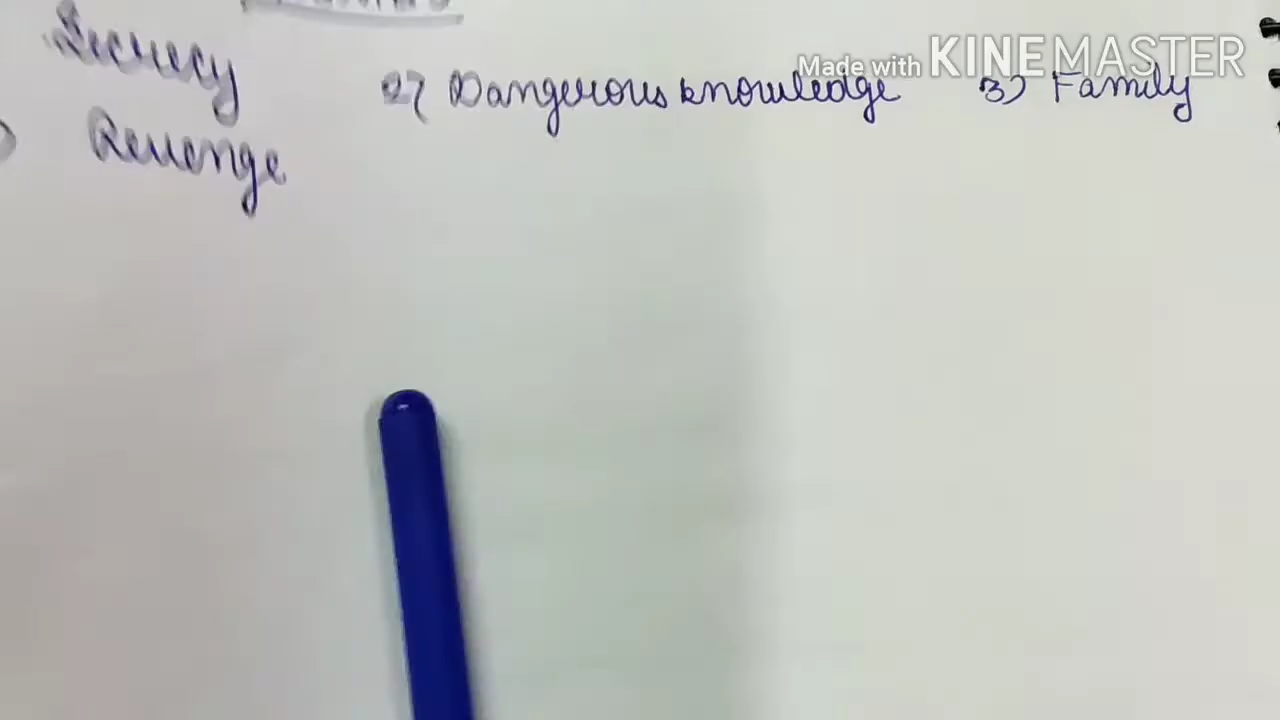 Secrecy 2) Dangerous knowledge 3) Family
) Revenge
Made with KINEMASTER